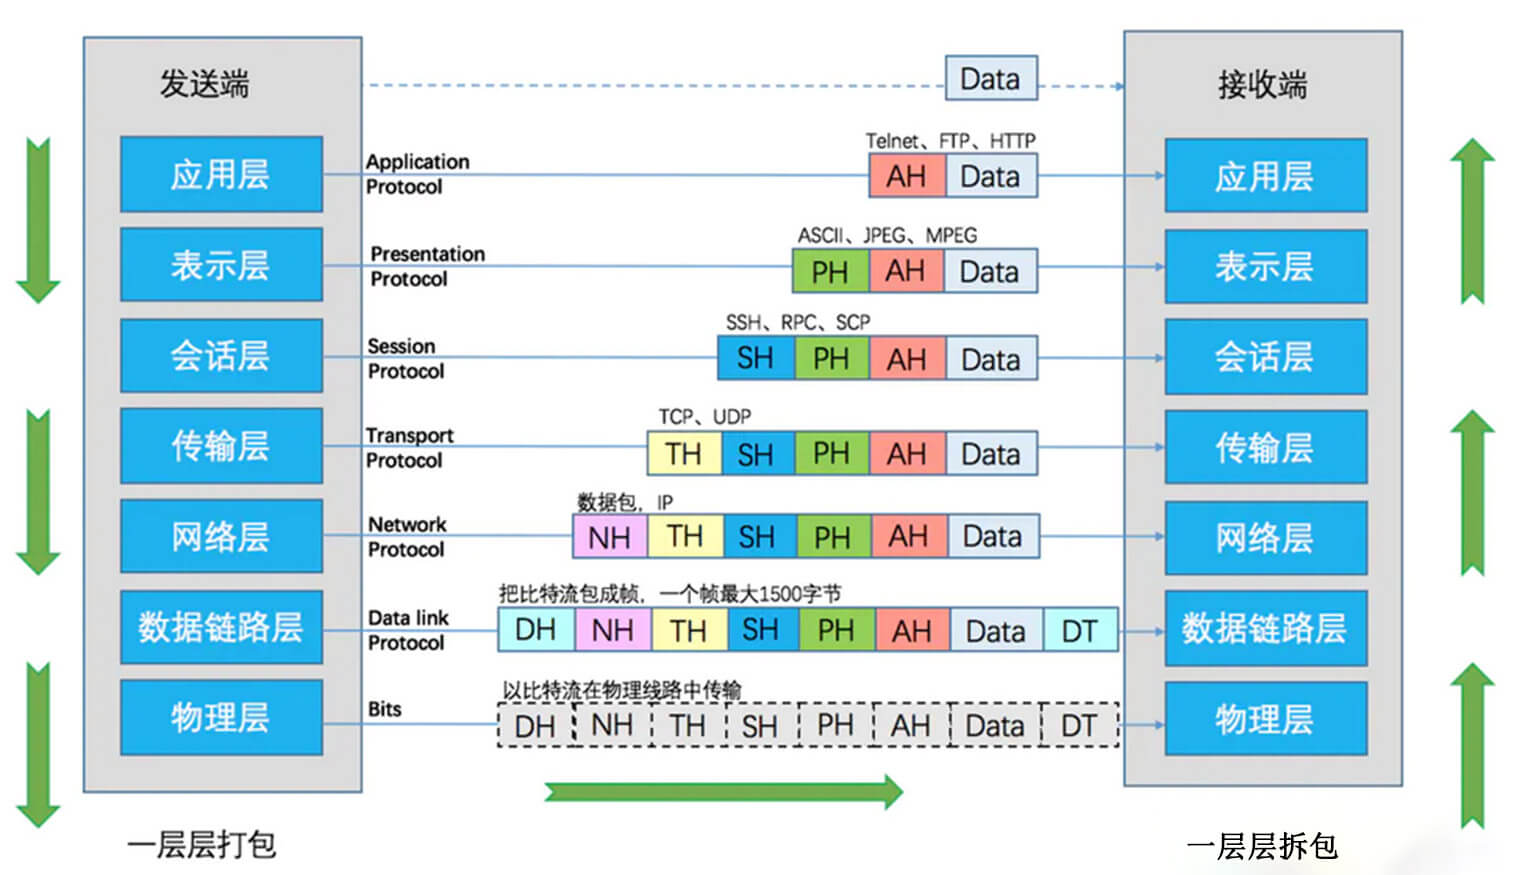 发送端
Data
接收端
Telnet、FTP、HTTP
应用层
Application
Protocol
AH Data
应用层
ASCII、JPEG、MPEG
表示层
Presentation
Protocol
PH AH Data
表示层
SSH、RPC、SCP
会话层
Session
Protocol
SH PH AH Data
会话层
TCP、UDP
传输层
Transport
Protocol
TH SH PH AH Data
传输层
数据包，IP
网络层
Network
Protocol
NH TH SH PH AH Data
网络层
把比特流包成帧，一个帧最大1500字节
数据链路层
Data link
Protocol
DH NH TH SH PH AH Data DT
数据链路层
以比特流在物理线路中传输
物理层
Bits
DH NH TH SH PH AH Data DT
物理层
一层层打包
一层层拆包